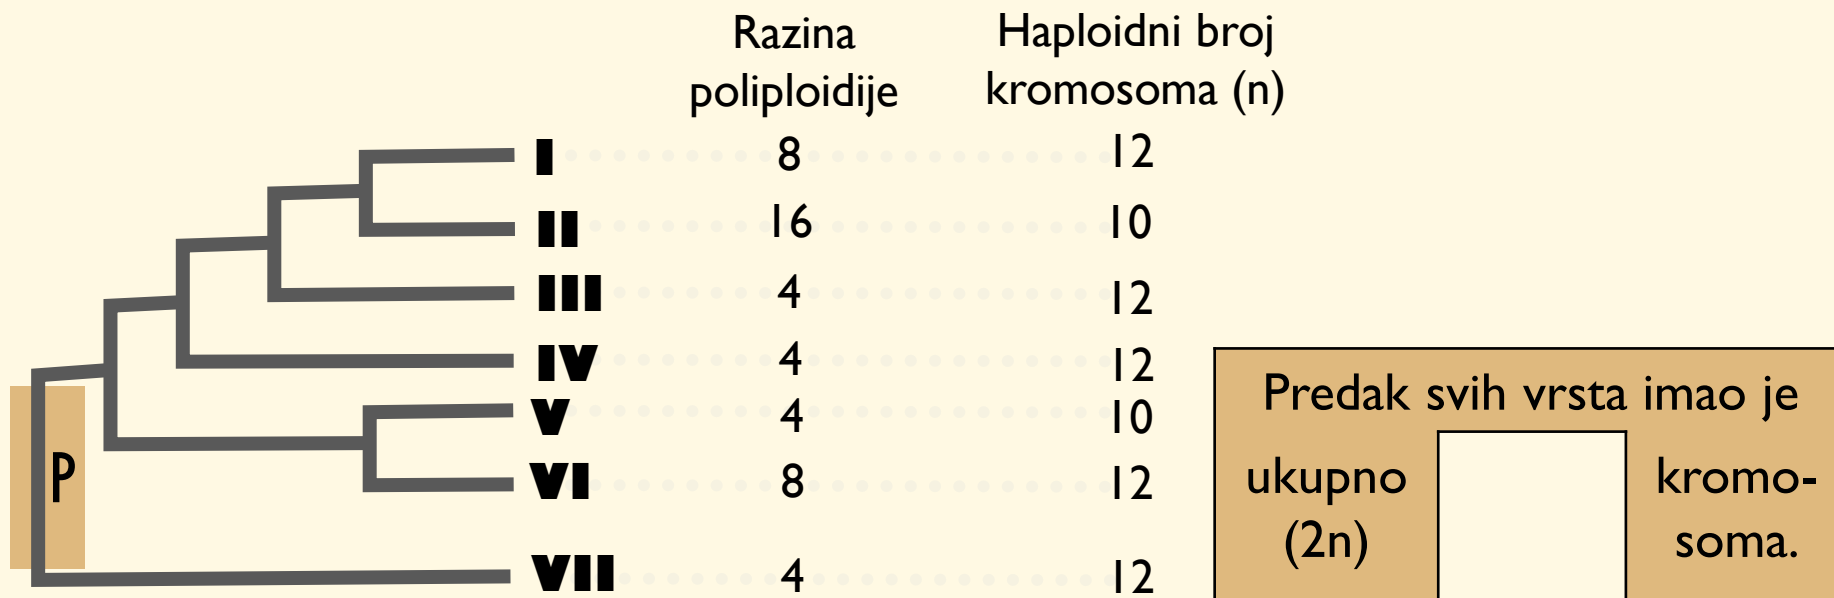 Razina poliploidije
Haploidni broj kromosoma (n)
I 8 12
II 16 10
III 4 12
IV 4 12
V 4 10
VI 8 12
VII 4 12
P
Predak svih vrsta imao je
ukupno kromo-
(2n) soma.